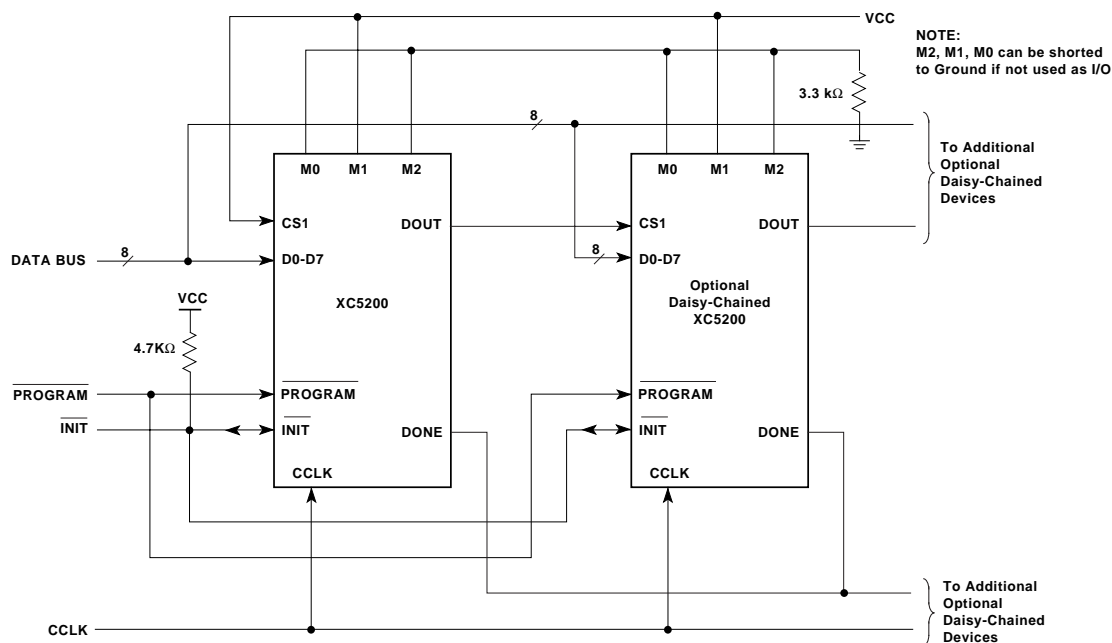 VCC
NOTE:
M2, M1, M0 can be shorted
to Ground if not used as I/O
3.3 kΩ
8
To Additional
Optional
Daisy-Chained
Devices
M0 M1 M2
M0 M1 M2
CS1
DOUT
CS1
DOUT
DATA BUS
8
D0-D7
8
D0-D7
VCC
XC5200
Optional
Daisy-Chained
XC5200
4.7KΩ
PROGRAM
PROGRAM
PROGRAM
INIT
INIT
DONE
INIT
DONE
CCLK
CCLK
To Additional
Optional
Daisy-Chained
Devices
CCLK